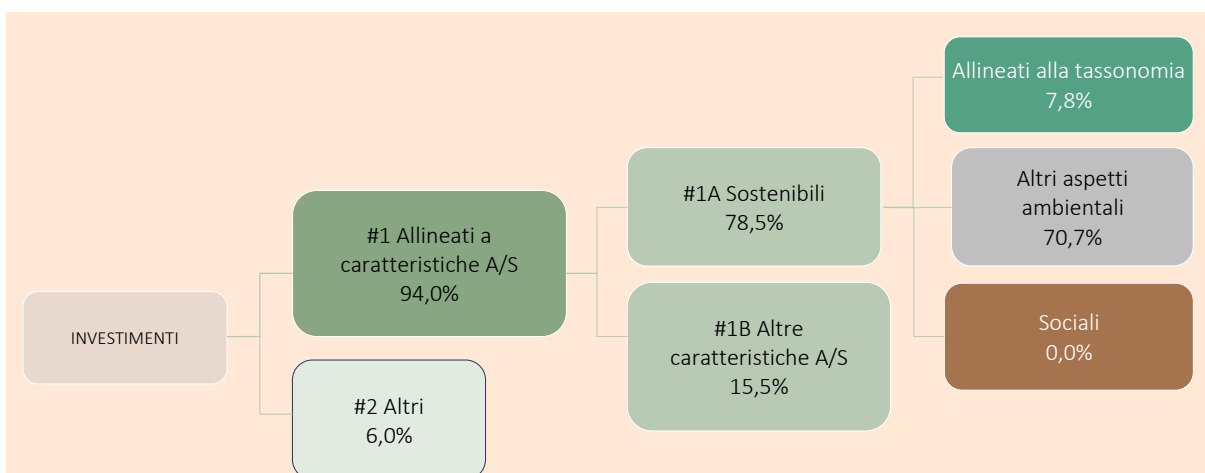 INVESTIMENTI
#1 Allineati a
caratteristiche A/S
94,0%
#2 Altri
6,0%
#1A Sostenibili
78,5%
#1B Altre
caratteristiche A/S
15,5%
Allineati alla tassonomia
7,8%
Altri aspetti
ambientali
70,7%
Sociali
0,0%